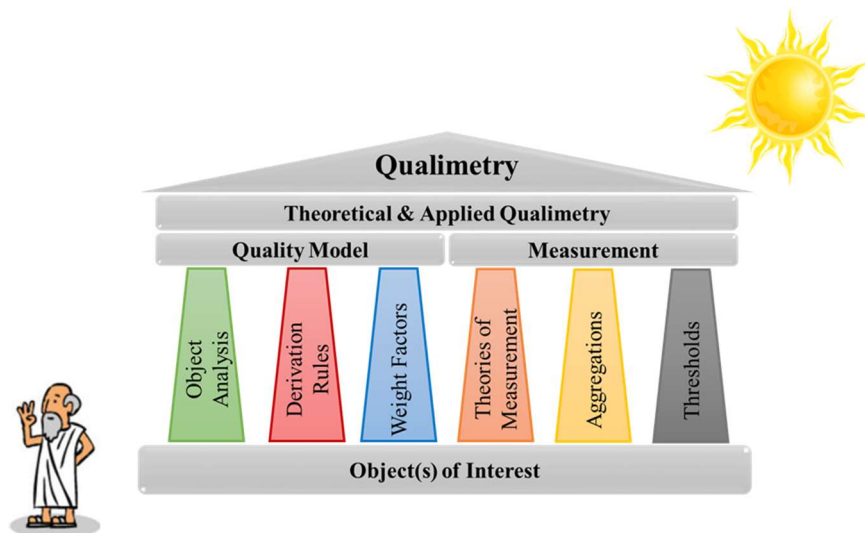 Qualimetry
Theoretical & Applied Qualimetry
Quality Model
Measurement
Object
Analysis
Derivation
Rules
Weight Factors
Theories of
Measurement
Aggregations
Thresholds
Object(s) of Interest